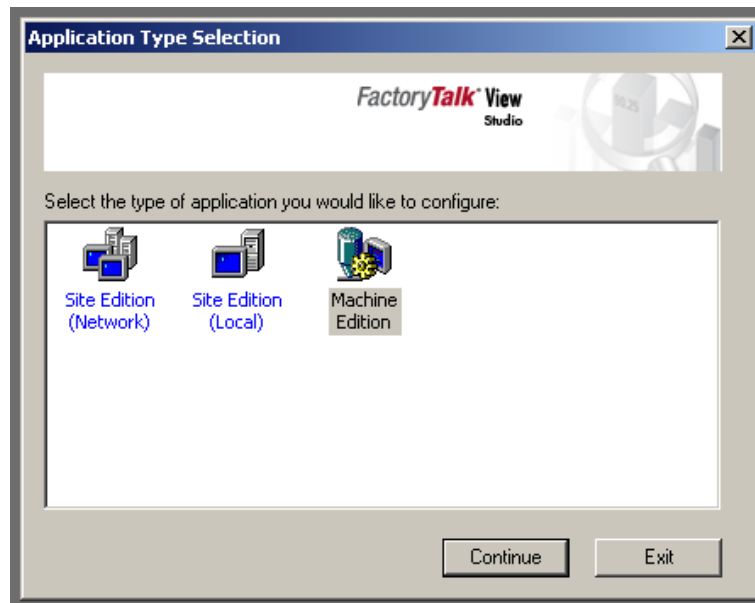 Application Type Selection
FactoryTalk View
Studio
Select the type of application you would like to configure:
Site Edition
(Network)
Site Edition
(Local)
Machine
Edition
Continue
Exit